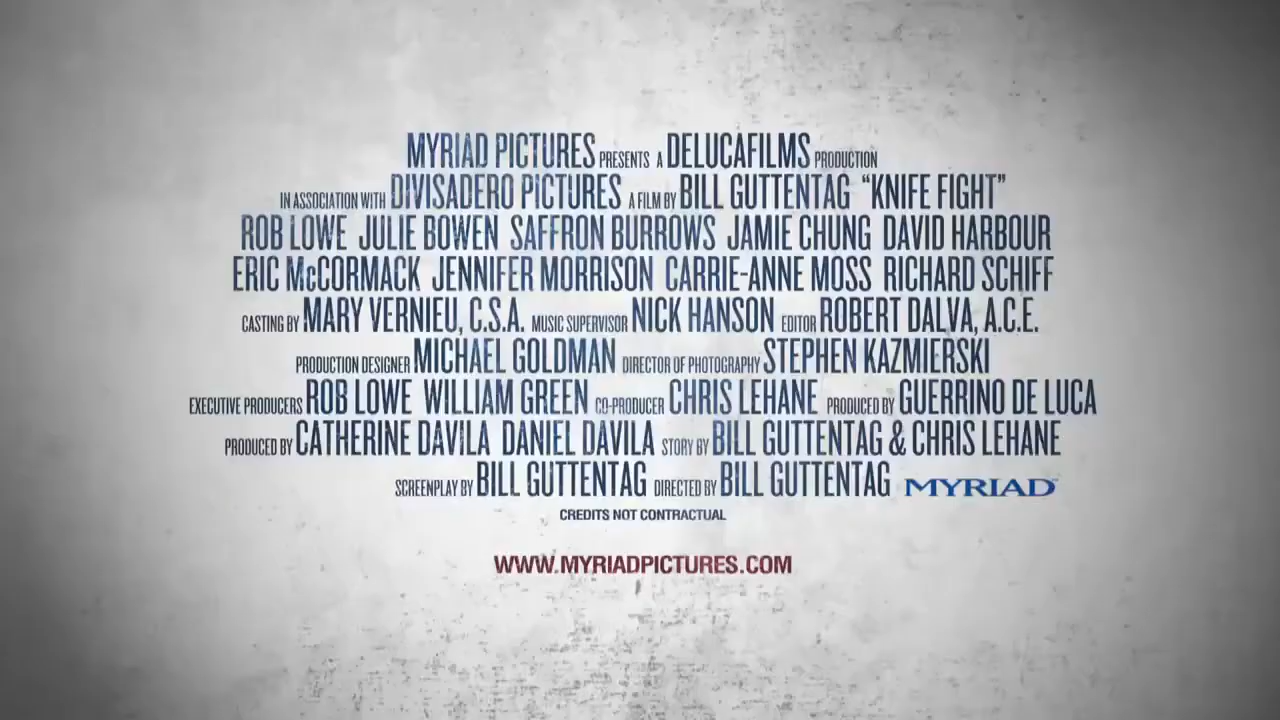 MYRIAD PICTURES PRESENTS A DELUCAFILMS PRODUCTION
IN ASSOCIATION WITH DIVISADERO PICTURES A FILM BY BILL GUTTENTAG “KNIFE FIGHT”
ROB LOWE JULIE BOWEN SAFFRON BURROWS JAMIE CHUNG DAVID HARBOUR
ERIC McCORMACK JENNIFER MORRISON CARRIE-ANNE MOSS RICHARD SCHIFF
CASTING BY MARY VERNIEU, C.S.A. MUSIC SUPERVISOR NICK HANSON EDITOR ROBERT DALVA, A.C.E.
PRODUCTION DESIGNER MICHAEL GOLDMAN DIRECTOR OF PHOTOGRAPHY STEPHEN KAZMIERSKI
EXECUTIVE PRODUCERS ROB LOWE WILLIAM GREEN CO-PRODUCER CHRIS LEHANE PRODUCED BY GUERRINO DE LUCA
PRODUCED BY CATHERINE DAVILA DANIEL DAVILA STORY BY BILL GUTTENTAG & CHRIS LEHANE
SCREENPLAY BY BILL GUTTENTAG DIRECTED BY BILL GUTTENTAG MYRIAD
CREDITS NOT CONTRACTUAL
WWW.MYRIADPICTURES.COM